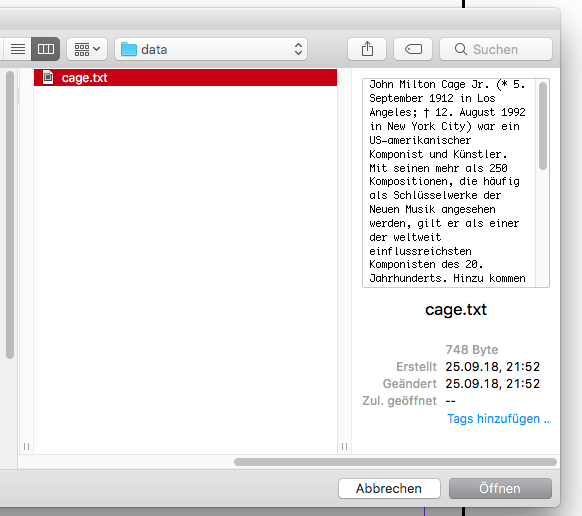 data
Suchen
cage.txt
John Milton Cage Jr. (* 5.
September 1912 in Los
Angeles; † 12. August 1992
in New York City) war ein
US-amerikanischer
Komponist und Künstler.
Mit seinen mehr als 250
Kompositionen, die häufig
als Schlüsselwerke der
Neuen Musik angesehen
werden, gilt er als einer
der weltweit
einflussreichsten
Komponisten des 20.
Jahrhunderts. Hinzu kommen
cage.txt
748 Byte
Erstellt 25.09.18, 21:52
Geändert 25.09.18, 21:52
Zul. geöffnet --
Tags hinzufügen ...
Abbrechen
Öffnen